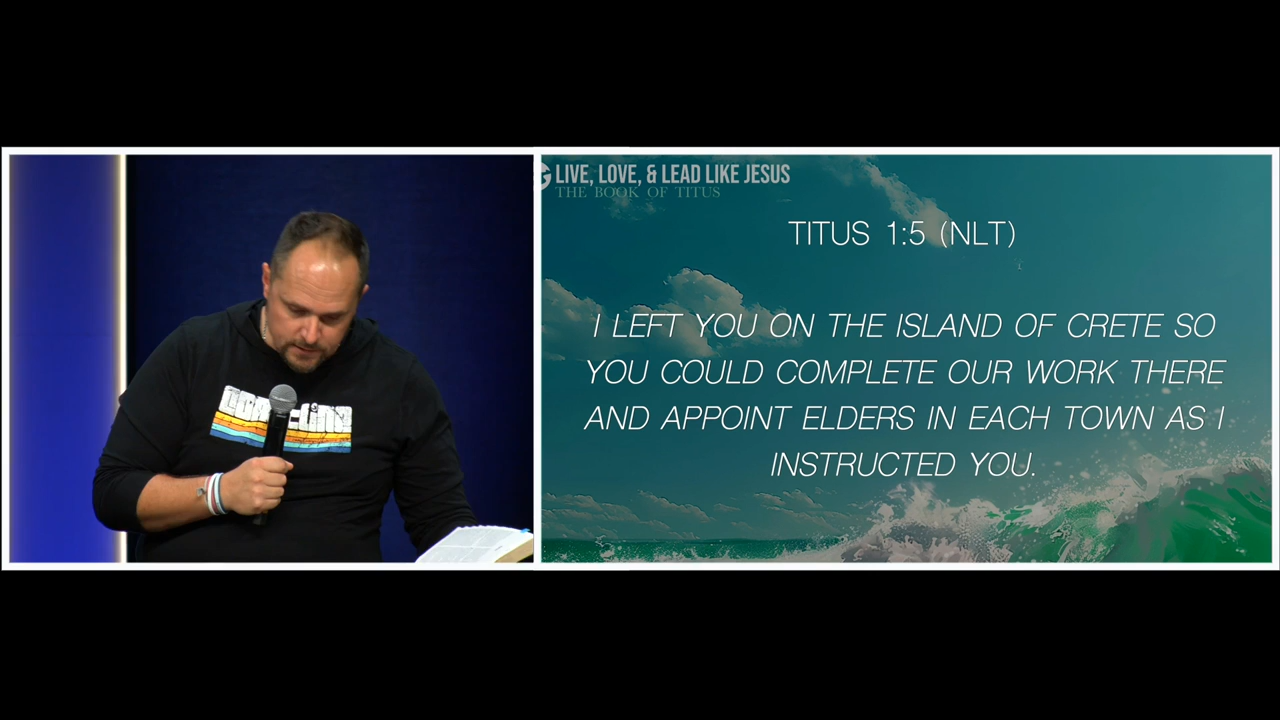 LIVE, LOVE, & LEAD LIKE JESUS
THE BOOK OF TITUS
TITUS 1:5 (NLT)
I LEFT YOU ON THE ISLAND OF CRETE SO
YOU COULD COMPLETE OUR WORK THERE
AND APPOINT ELDERS IN EACH TOWN AS I
INSTRUCTED YOU.